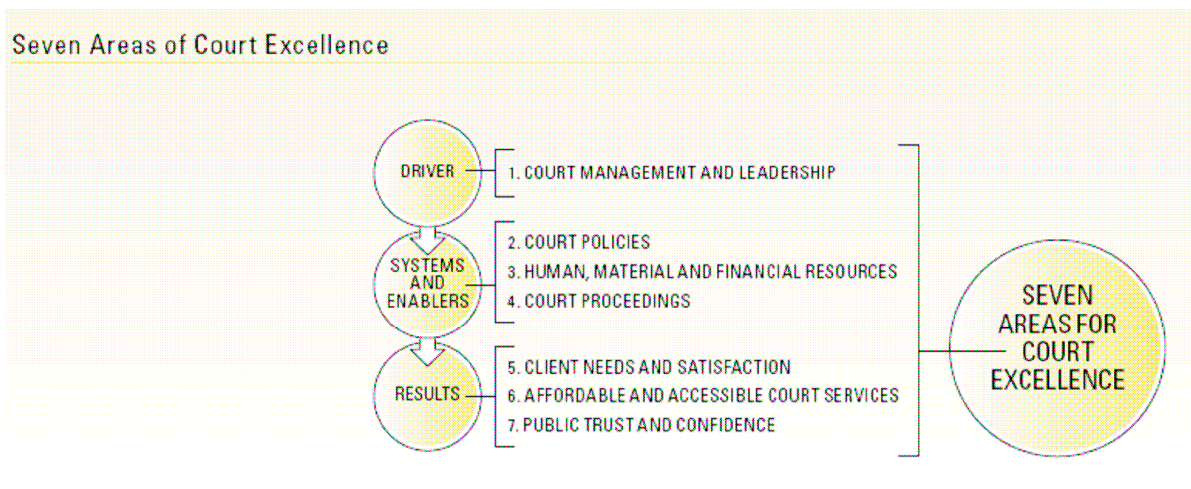 Seven Areas of Court Excellence
DRIVER
1. COURT MANAGEMENT AND LEADERSHIP
SYSTEMS
AND
ENABLERS
2. COURT POLICIES
3. HUMAN, MATERIAL AND FINANCIAL RESOURCES
4. COURT PROCEEDINGS
RESULTS
5. CLIENT NEEDS AND SATISFACTION
6. AFFORDABLE AND ACCESSIBLE COURT SERVICES
7. PUBLIC TRUST AND CONFIDENCE
SEVEN
AREAS FOR
COURT
EXCELLENCE